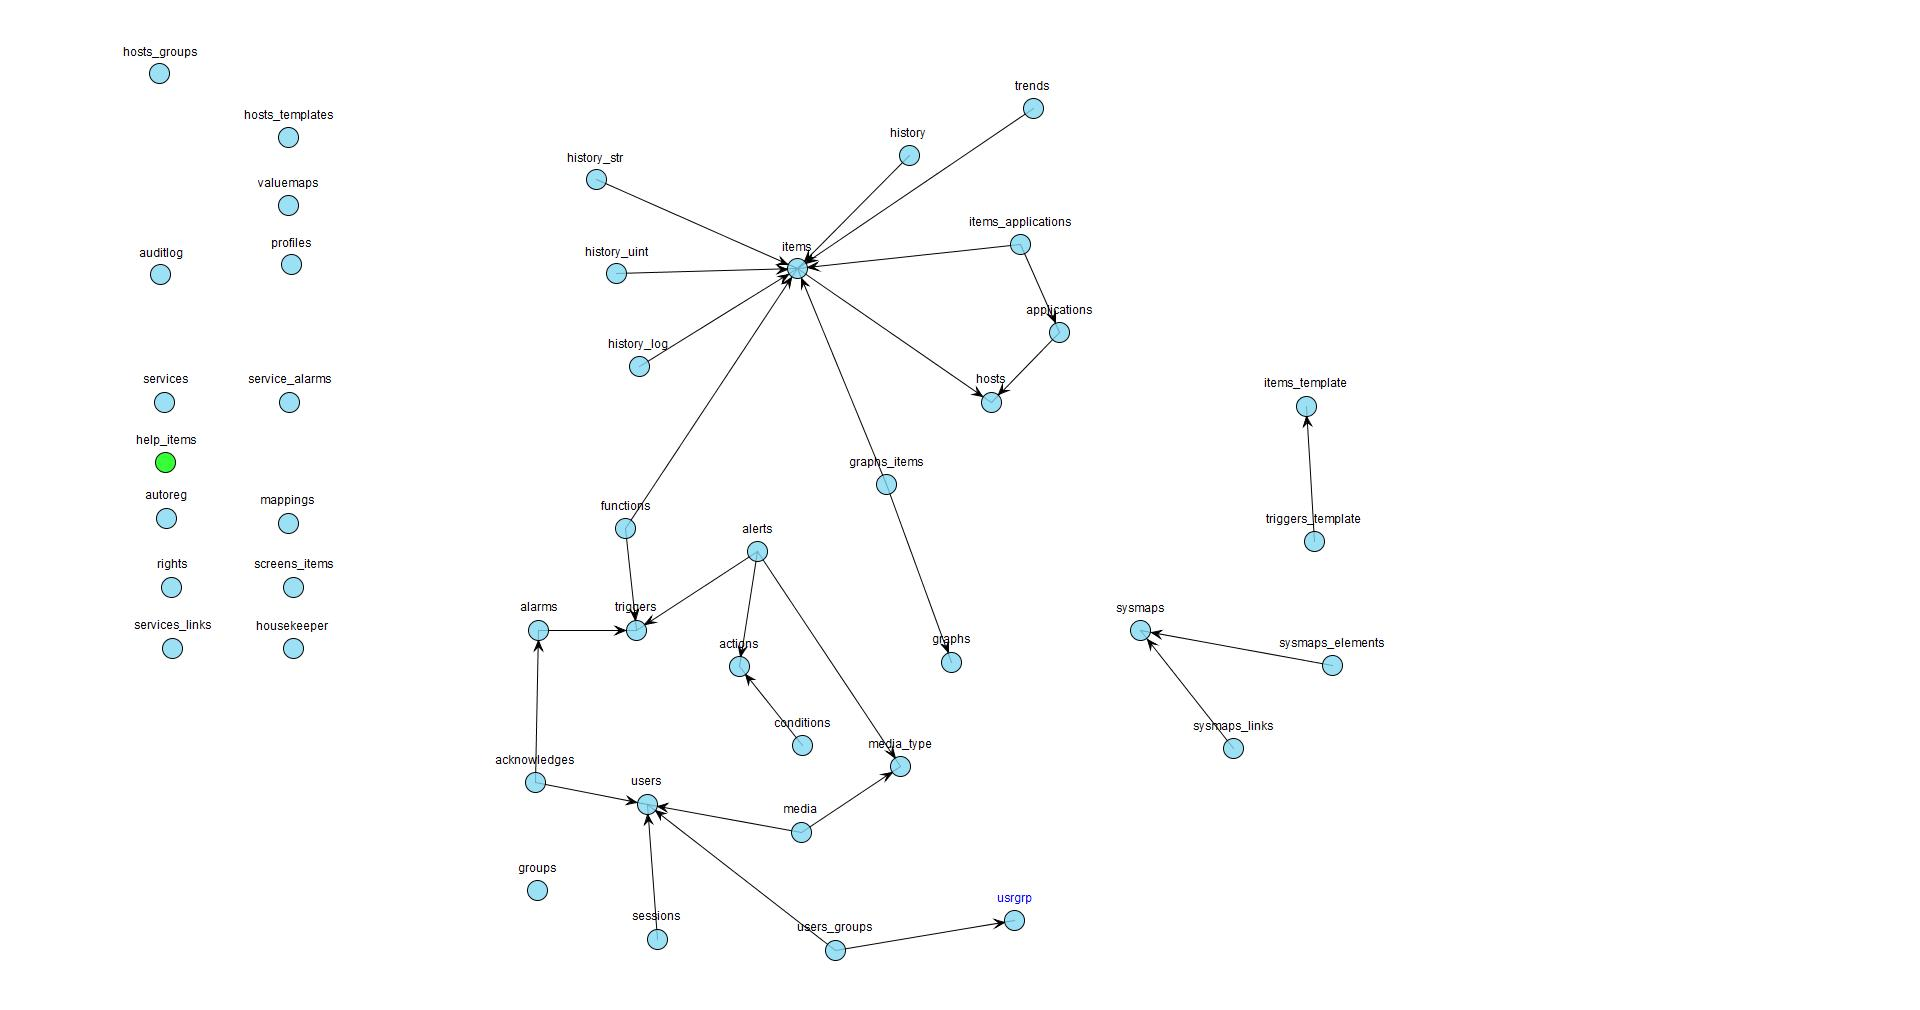 hosts_groups
hosts_templates
valuemaps
profiles
auditlog
services
service_alarms
help_items
autoreg
mappings
rights
screens_items
services_links
housekeeper
trends
history
history_str
items_applications
items
history_uint
applications
history_log
hosts
graphs_items
functions
alerts
alarms
triggers
actions
graphs
conditions
media_type
acknowledges
users
media
groups
sessions
users_groups
usrgrp
items_template
triggers_template
sysmaps
sysmaps_elements
sysmaps_links